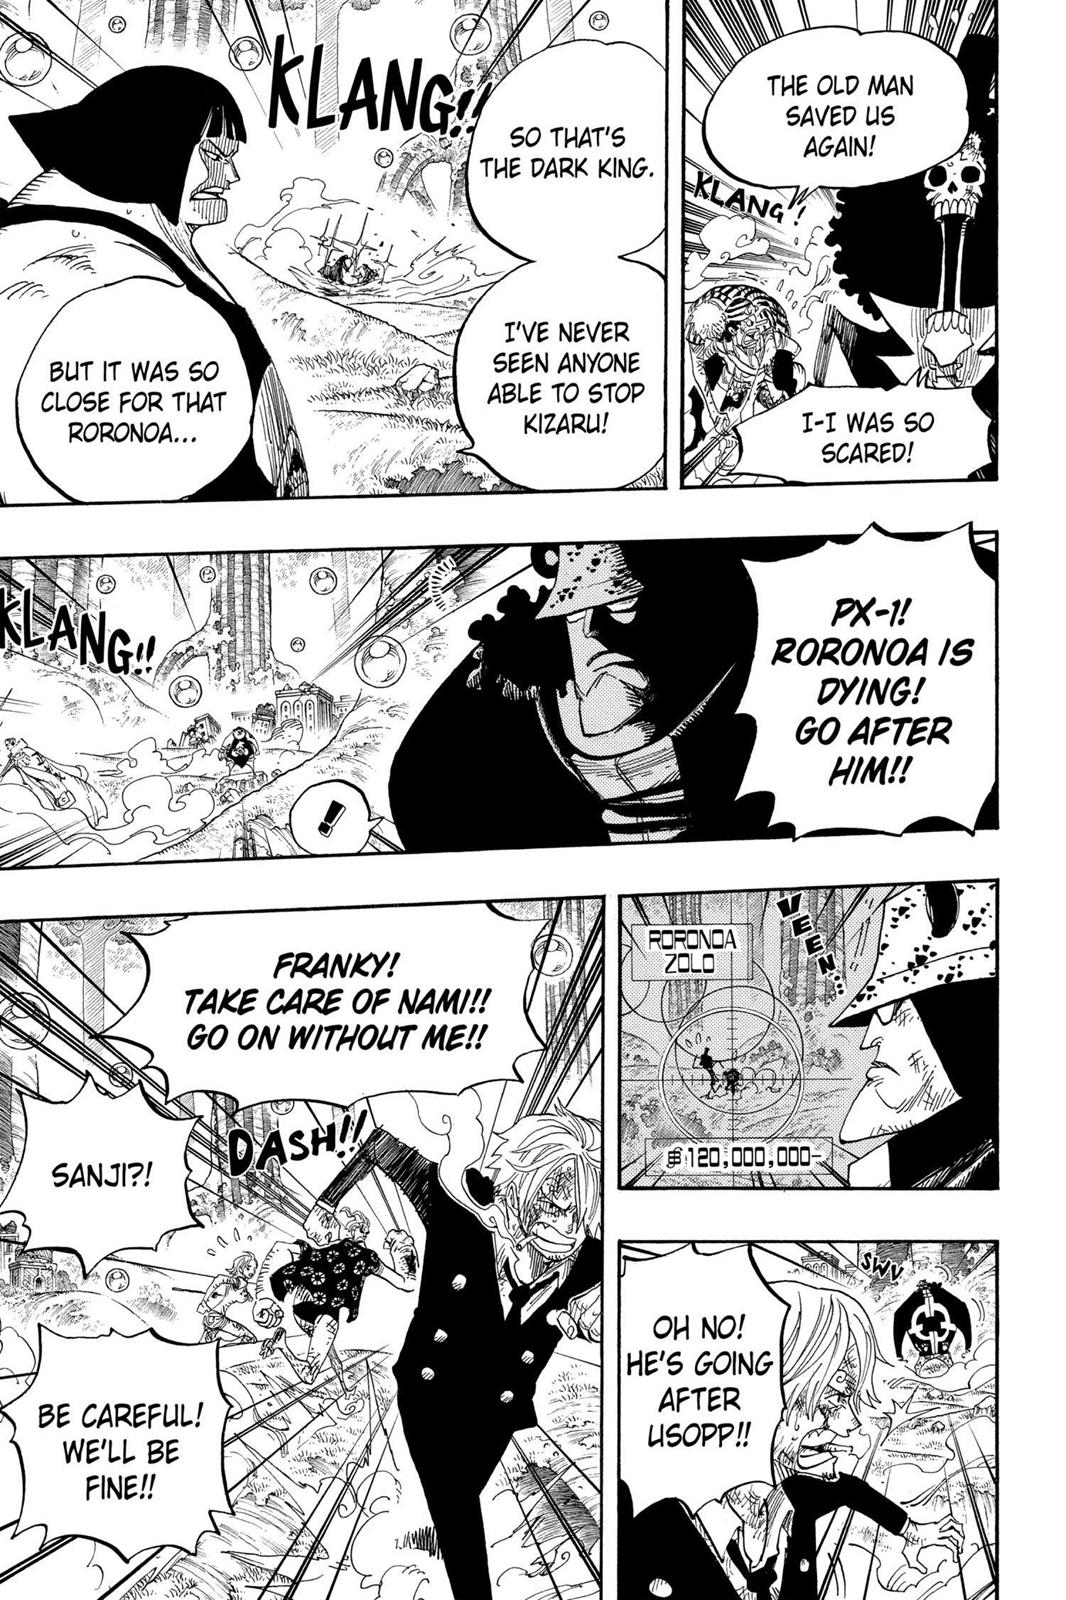 THE OLD MAN
SAVED US
AGAIN!
KLANG!!
I-I WAS SO
SCARED!
KLANG!!
SO THAT'S
THE DARK KING.
I'VE NEVER
SEEN ANYONE
ABLE TO STOP
KIZARU!
BUT IT WAS SO
CLOSE FOR THAT
RORONOA...
PX-1!
RORONOA IS
DYING!
GO AFTER
HIM!!
!
KLANG!!
VEEN...
RORONOA
ZOLO
120,000,000-
SWV
OH NO!
HE'S GOING
AFTER
USOPP!!
FRANKY!
TAKE CARE OF NAMI!!
GO ON WITHOUT ME!!
DASH!!
SANJI?!
BE CAREFUL!
WE'LL BE
FINE!!